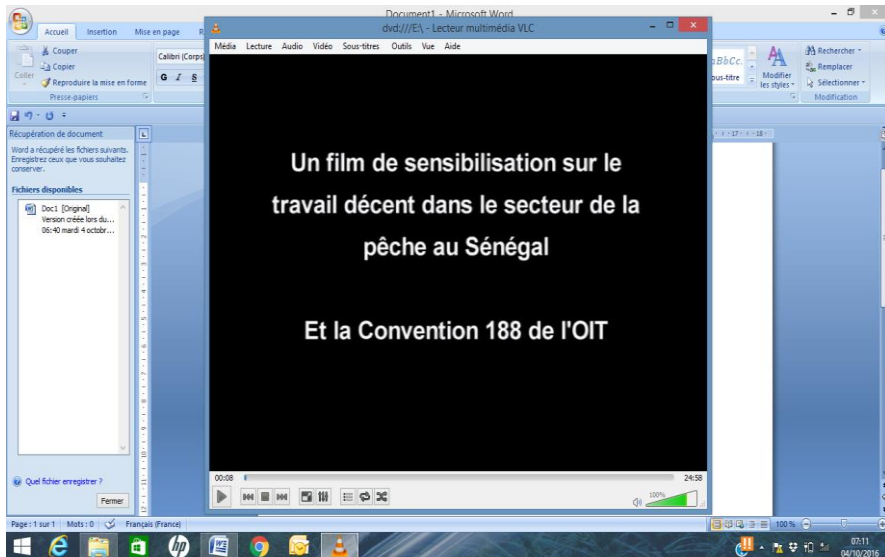 Document1 - Microsoft Word
dvd:///E:\ - Lecteur multimédia VLC
Accueil Insertion Mise en page
Média Lecture Audio Vidéo Sous-titres Outils Vue Aide
Couper
Copier
Coller
Reproduire la mise en forme
Presse-papiers
Calibri (Corps
G I S
Rechercher
Remplacer
Sélectionner
Modifier
les styles
Modification
Récupération de document
Word a récupéré les fichiers suivants.
Enregistrez ceux que vous souhaitez
conserver.
Fichiers disponibles
Doc1 [Original]
Version créée lors du...
06:40 mardi 4 octobr...
Un film de sensibilisation sur le
travail décent dans le secteur de la
pêche au Sénégal
Et la Convention 188 de l'OIT
Quel fichier enregistrer ?
Fermer
00:08 24:58
100%
Page : 1 sur 1 Mots : 0 Français (France)
100 %
07:11
04/10/2016